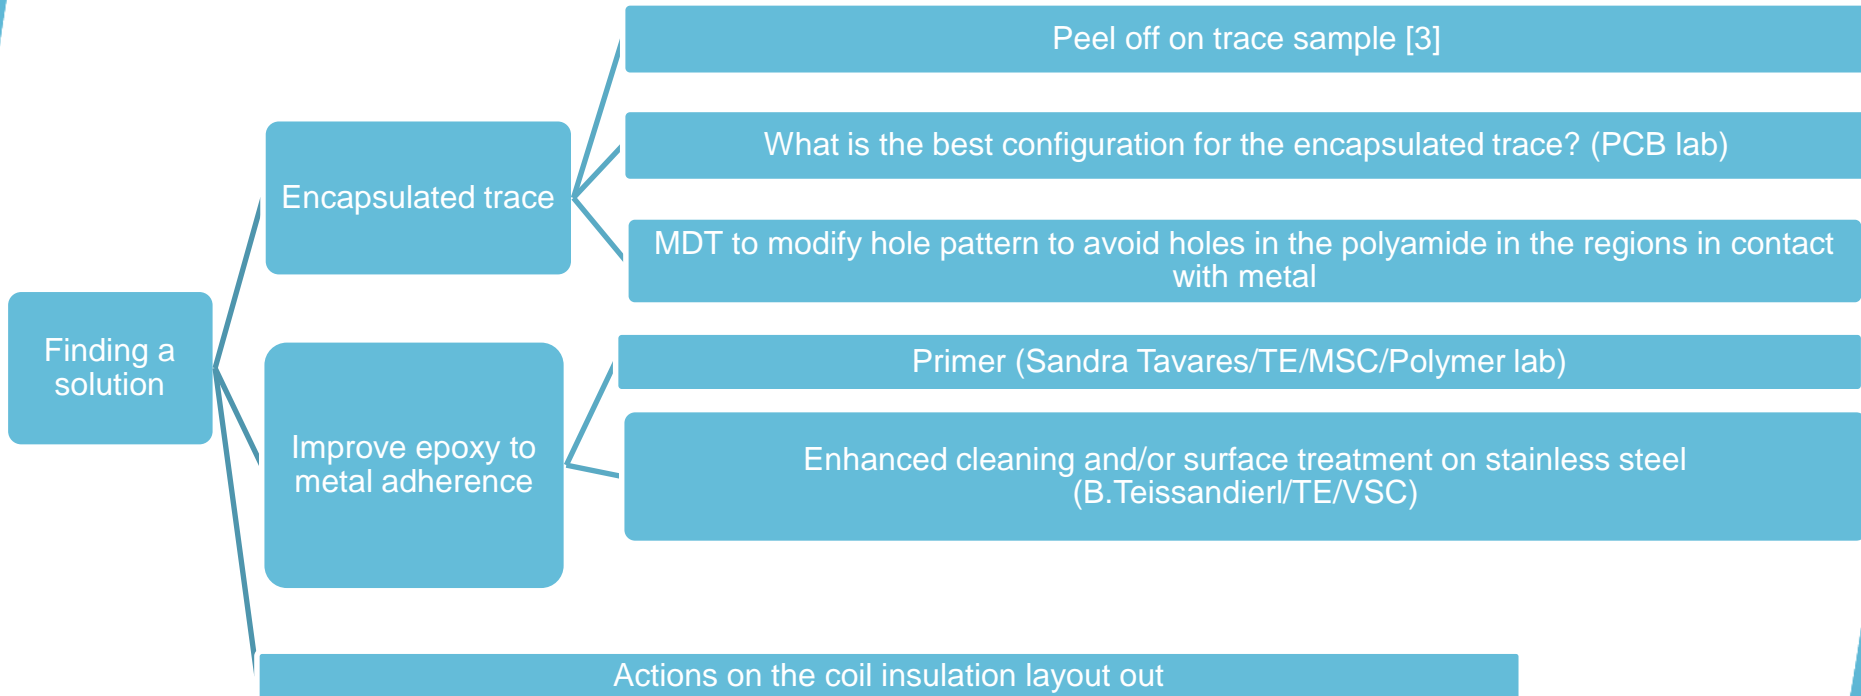 Peel off on trace sample [3]
What is the best configuration for the encapsulated trace? (PCB lab)
Encapsulated trace
MDT to modify hole pattern to avoid holes in the polyamide in the regions in contact
with metal
Finding a
solution
Primer (Sandra Tavares/TE/MSC/Polymer lab)
Improve epoxy to
metal adherence
Enhanced cleaning and/or surface treatment on stainless steel
(B.Teissandierl/TE/VSC)
Actions on the coil insulation layout out